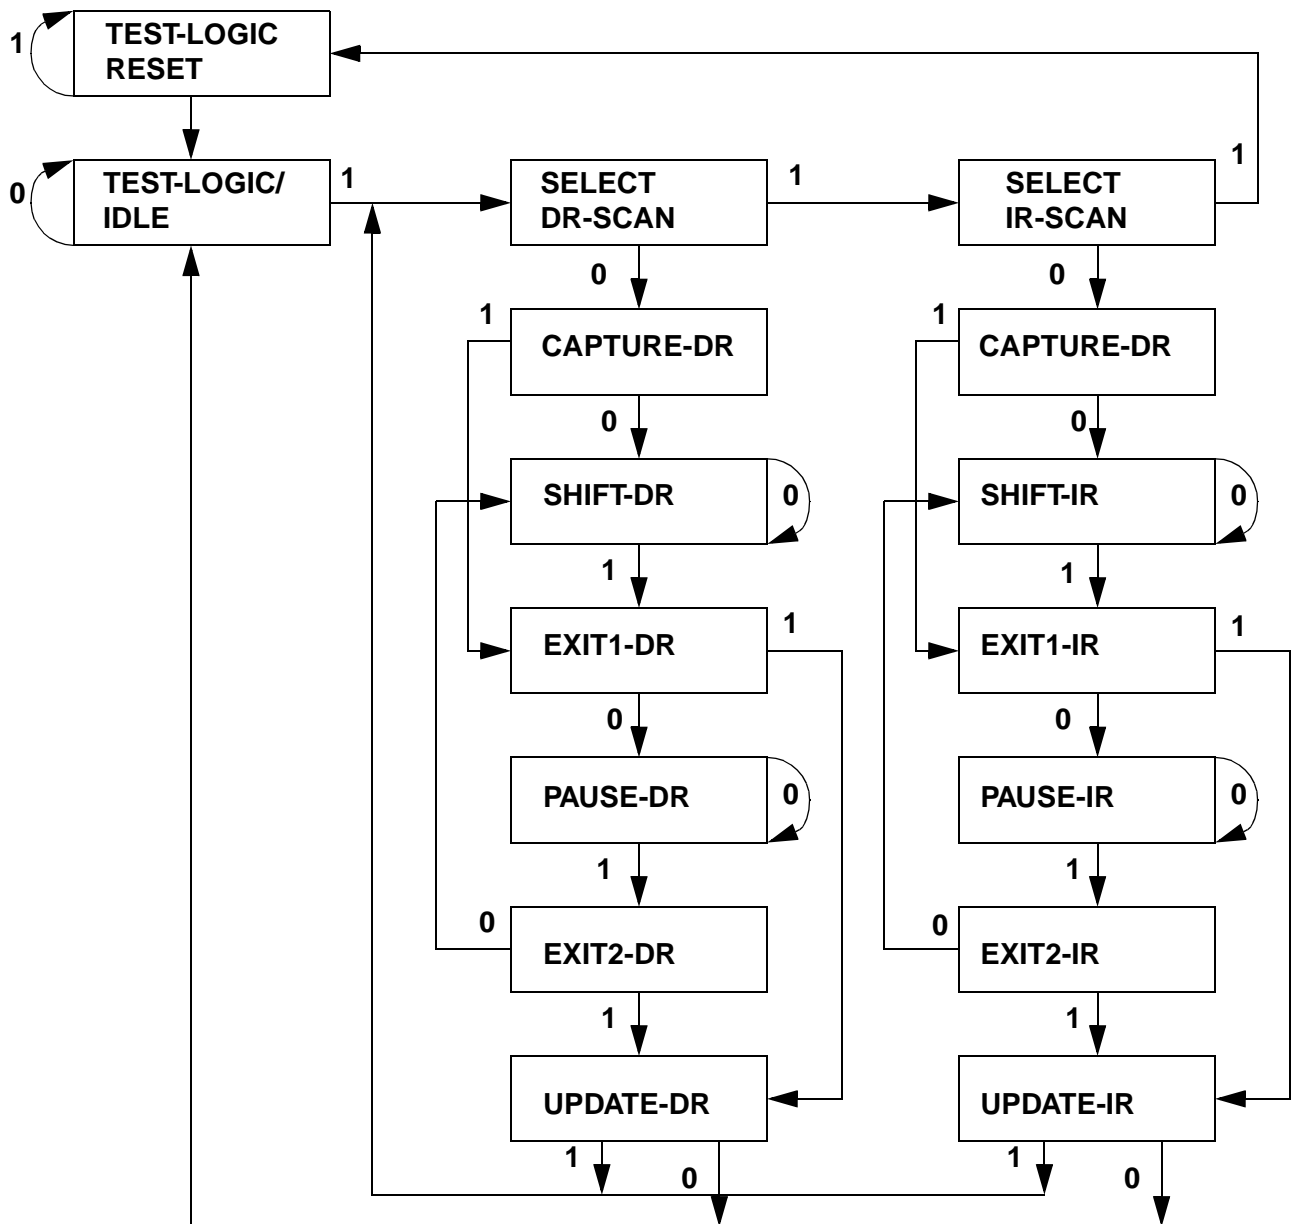 1
TEST-LOGIC
RESET
0
TEST-LOGIC/
IDLE
1
SELECT
DR-SCAN
1
SELECT
IR-SCAN
1
0
0
1
CAPTURE-DR
1
CAPTURE-DR
0
0
SHIFT-DR
0
SHIFT-IR
0
1
1
EXIT1-DR
1
EXIT1-IR
1
0
0
PAUSE-DR
0
PAUSE-IR
0
1
1
0
EXIT2-DR
0
EXIT2-IR
1
1
UPDATE-DR
UPDATE-IR
1
0
1
0